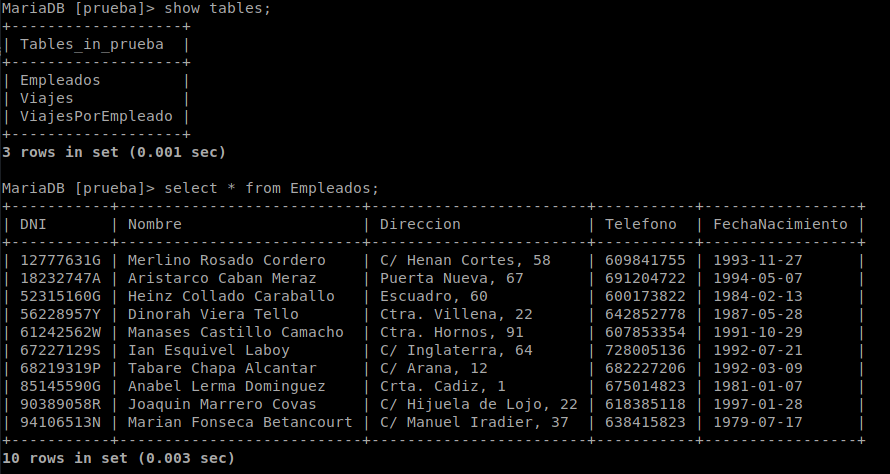 MariaDB [prueba]> show tables;
+-------------------+
| Tables_in_prueba  |
+-------------------+
| Empleados         |
| Viajes            |
| ViajesPorEmpleado |
+-------------------+
3 rows in set (0.001 sec)

MariaDB [prueba]> select * from Empleados;
+-----------+--------------------------+------------------------+-----------+-----------------+
| DNI       | Nombre                   | Direccion              | Telefono  | FechaNacimiento |
+-----------+--------------------------+------------------------+-----------+-----------------+
| 12777631G | Merlino Rosado Cordero   | C/ Henan Cortes, 58    | 609841755 | 1993-11-27      |
| 18232747A | Aristarco Caban Meraz    | Puerta Nueva, 67       | 691204722 | 1994-05-07      |
| 52315160G | Heinz Collado Caraballo  | Escuadro, 60           | 600173822 | 1984-02-13      |
| 56228957Y | Dinorah Viera Tello      | Ctra. Villena, 22      | 642852778 | 1987-05-28      |
| 61242562W | Manases Castillo Camacho | Ctra. Hornos, 91       | 607853354 | 1991-10-29      |
| 67227129S | Ian Esquivel Laboy       | C/ Inglaterra, 64      | 728005136 | 1992-07-21      |
| 68219319P | Tabare Chapa Alcantar    | C/ Arana, 12           | 682227206 | 1992-03-09      |
| 85145590G | Anabel Lerma Dominguez   | Crta. Cadiz, 1         | 675014823 | 1981-01-07      |
| 90389058R | Joaquin Marrero Covas    | C/ Hijuela de Lojo, 22 | 618385118 | 1997-01-28      |
| 94106513N | Marian Fonseca Betancourt | C/ Manuel Iradier, 37  | 638415823 | 1979-07-17      |
+-----------+--------------------------+------------------------+-----------+-----------------+
10 rows in set (0.003 sec)